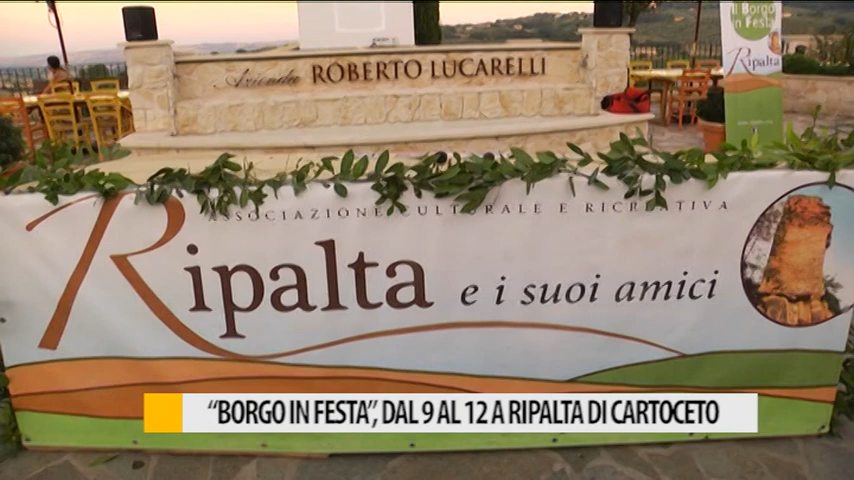 Il Borgo
in Festa
Ripalta
Azienda ROBERTO LUCARELLI
ASSOCIAZIONE CULTURALE E RICREATIVA
Ripalta e i suoi amici
“BORGO IN FESTA”, DAL 9 AL 12 A RIPALTA DI CARTOCETO